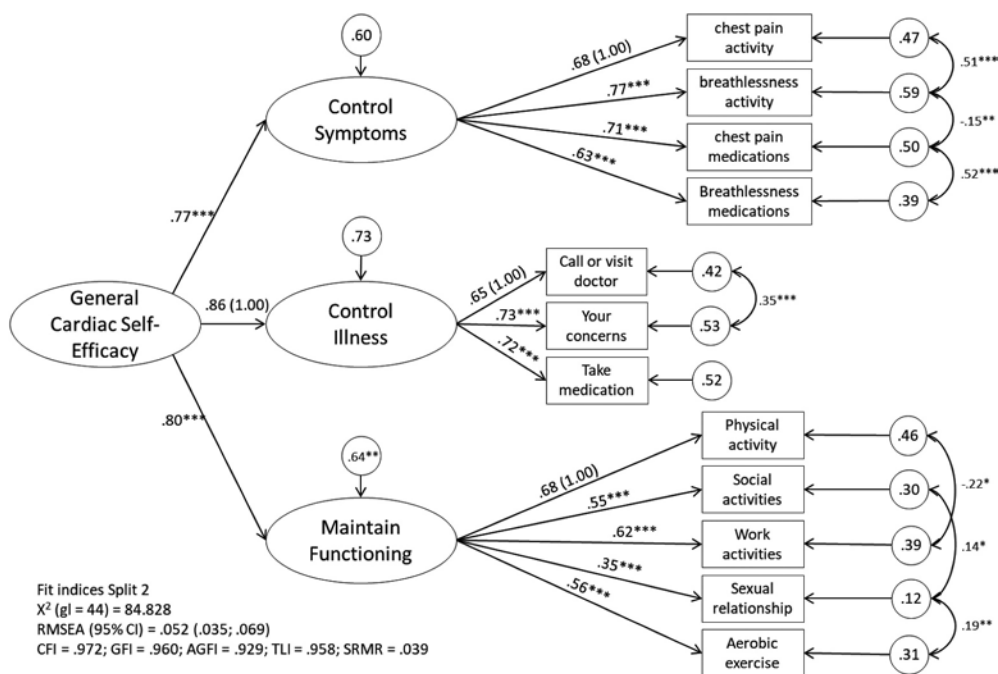 .60
Control
Symptoms
.68 (1.00)
.77***
.71***
.63***
chest pain
activity
.47
breathlessness
activity
.59
chest pain
medications
.50
Breathlessness
medications
.39
.51***
-.15**
.52***
.77***
General
Cardiac Self-
Efficacy
.86 (1.00)
.80***
.73
Control
Illness
.65 (1.00)
.73***
.72***
Call or visit
doctor
.42
Your
concerns
.53
Take
medication
.52
.35***
.64**
Maintain
Functioning
.68 (1.00)
.55***
.62***
.35***
.56***
Physical
activity
.46
Social
activities
.30
Work
activities
.39
Sexual
relationship
.12
Aerobic
exercise
.31
-.22*
.14*
.19**
Fit indices Split 2
X² (gl = 44) = 84.828
RMSEA (95% CI) = .052 (.035; .069)
CFI = .972; GFI = .960; AGFI = .929; TLI = .958; SRMR = .039